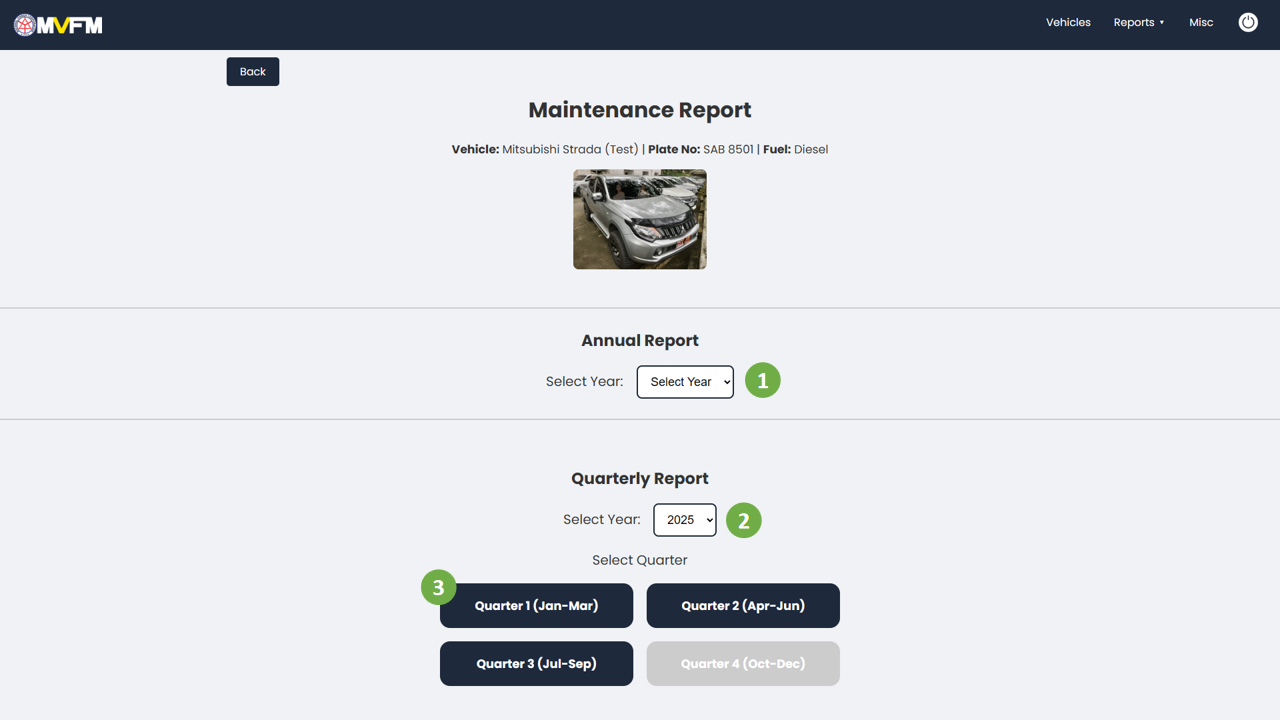 MVFM Vehicles Reports ▾ Misc
Back
Maintenance Report
Vehicle: Mitsubishi Strada (Test) | Plate No: SAB 8501 | Fuel: Diesel
Annual Report
Select Year: Select Year 1
Quarterly Report
Select Year: 2025 2
Select Quarter
3
Quarter 1 (Jan-Mar) Quarter 2 (Apr-Jun)
Quarter 3 (Jul-Sep) Quarter 4 (Oct-Dec)